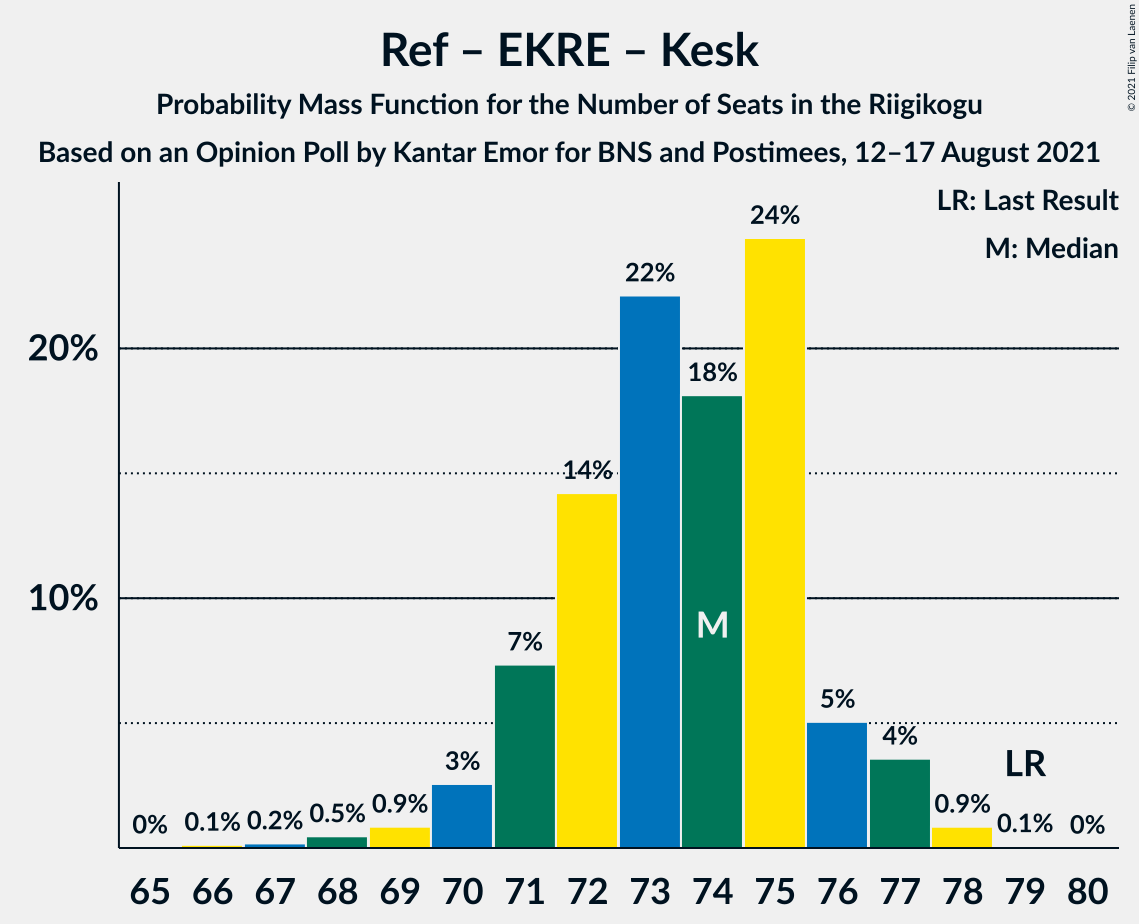 Ref – EKRE – Kesk
Probability Mass Function for the Number of Seats in the Riigikogu
Based on an Opinion Poll by Kantar Emor for BNS and Postimees, 12–17 August 2021
© 2021 Filip van Laenen
LR: Last Result
M: Median
24%
22%
20%
18%
14%
10%
M
7%
5%
4%
LR
3%
0% 0.1% 0.2% 0.5% 0.9% 0.9% 0.1% 0%
65 66 67 68 69 70 71 72 73 74 75 76 77 78 79 80